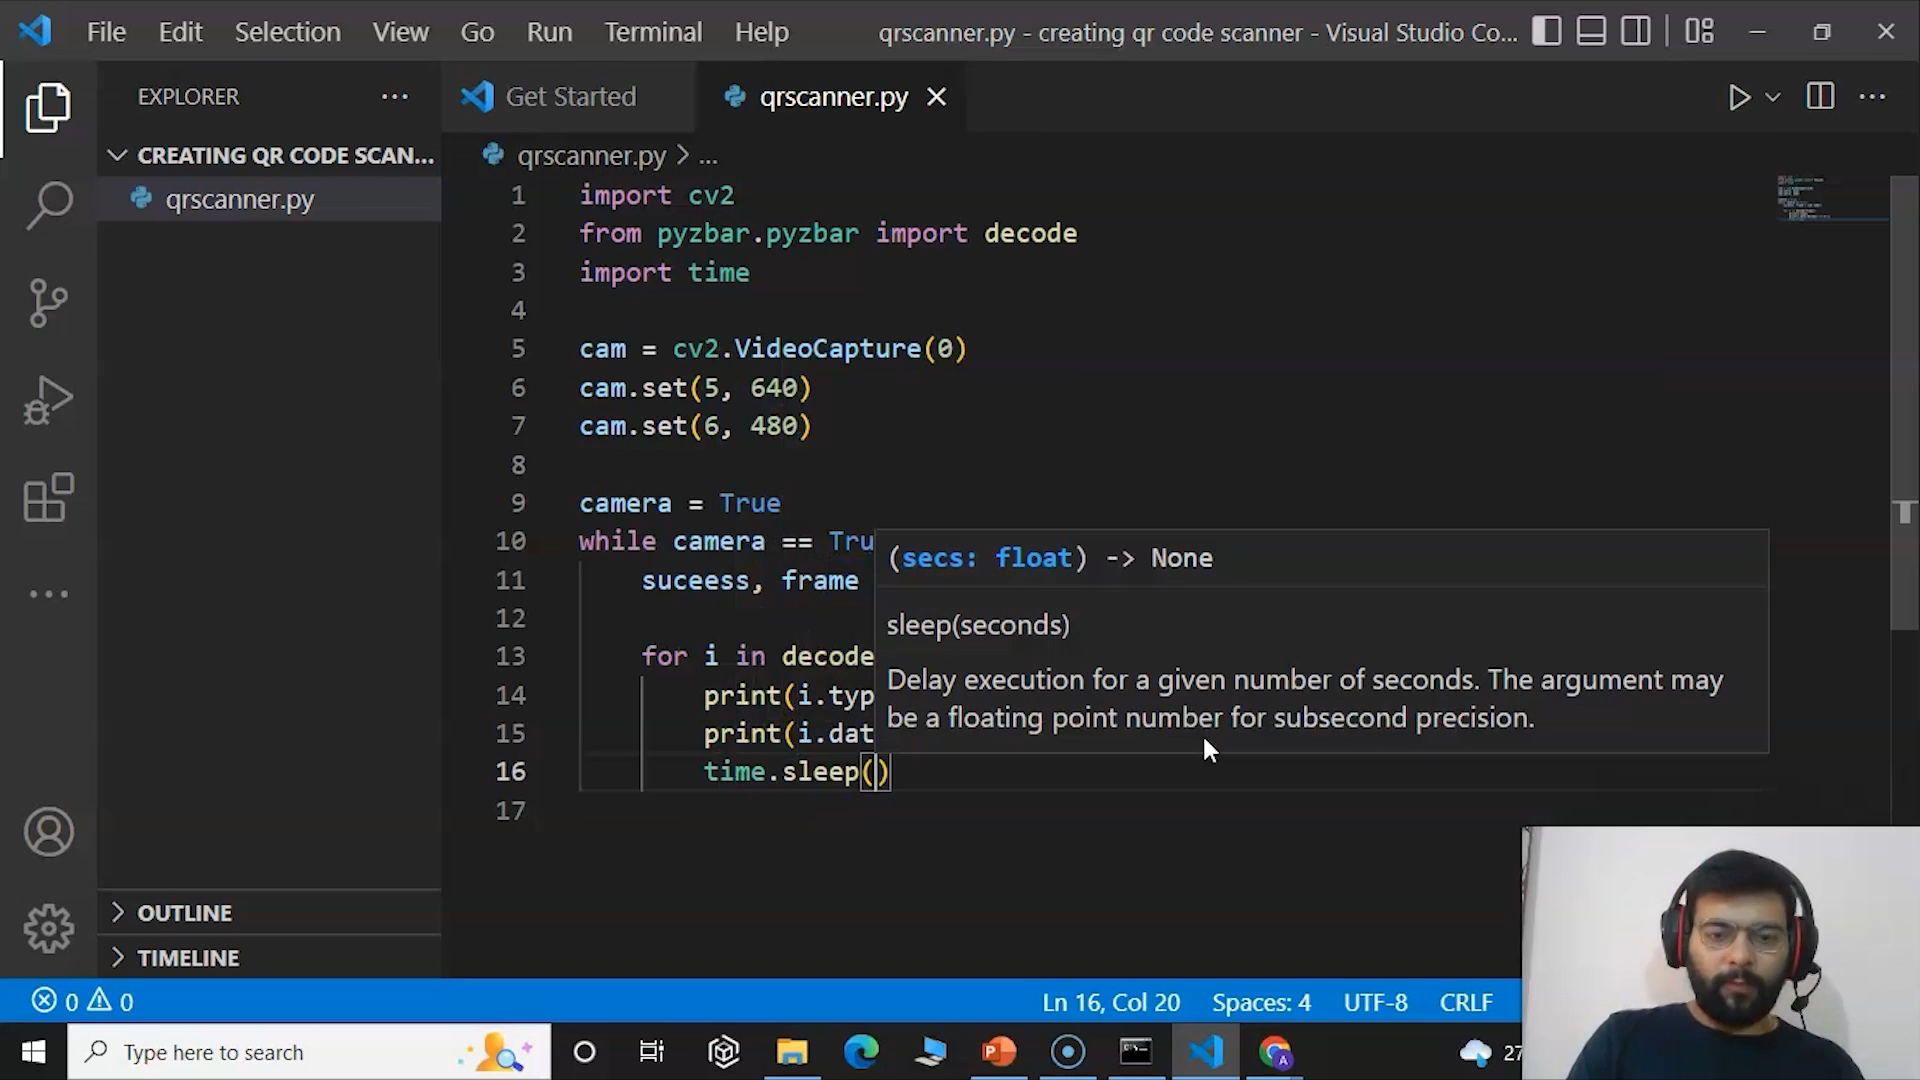 File Edit Selection View Go Run Terminal Help
qrscanner.py - creating qr code scanner - Visual Studio Co...
EXPLORER
Get Started
qrscanner.py
CREATING QR CODE SCAN...
qrscanner.py
qrscanner.py > ...
1 import cv2
2 from pyzbar.pyzbar import decode
3 import time
4
5 cam = cv2.VideoCapture(0)
6 cam.set(5, 640)
7 cam.set(6, 480)
8
9 camera = True
10 while camera == Tru
11 suceess, frame
12
13 for i in decode
14 print(i.typ
15 print(i.dat
16 time.sleep()
17
(secs: float) -> None
sleep(seconds)
Delay execution for a given number of seconds. The argument may
be a floating point number for subsecond precision.
OUTLINE
TIMELINE
0 0
Ln 16, Col 20 Spaces: 4 UTF-8 CRLF
Type here to search
27